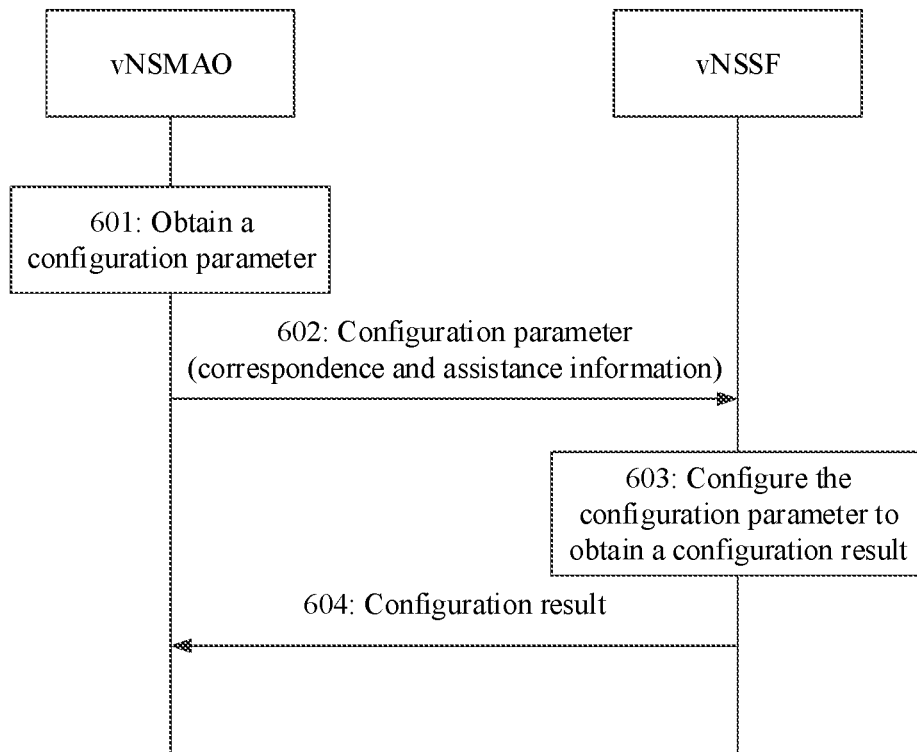 vNSMAO
vNSSF
601: Obtain a
configuration parameter
602: Configuration parameter
(correspondence and assistance information)
603: Configure the
configuration parameter to
obtain a configuration result
604: Configuration result